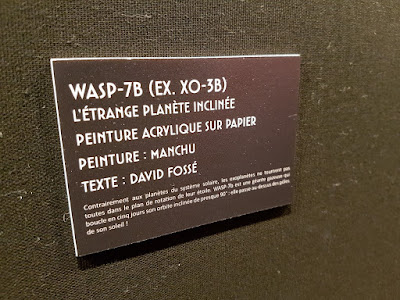 WASP-7B (EX. XO-3B)
L'ÉTRANGE PLANÈTE INCLINÉE
PEINTURE ACRYLIQUE SUR PAPIER
PEINTURE : MANCHU
TEXTE : DAVID FOSSÉ
Contrairement aux planètes du système solaire, les exoplanètes ne tournent pas
toutes dans le plan de rotation de leur étoile. WASP-7b est une géante gazeuse qui
boucle en cinq jours son orbite inclinée de presque 90° : elle passe au-dessus des pôles
de son soleil !